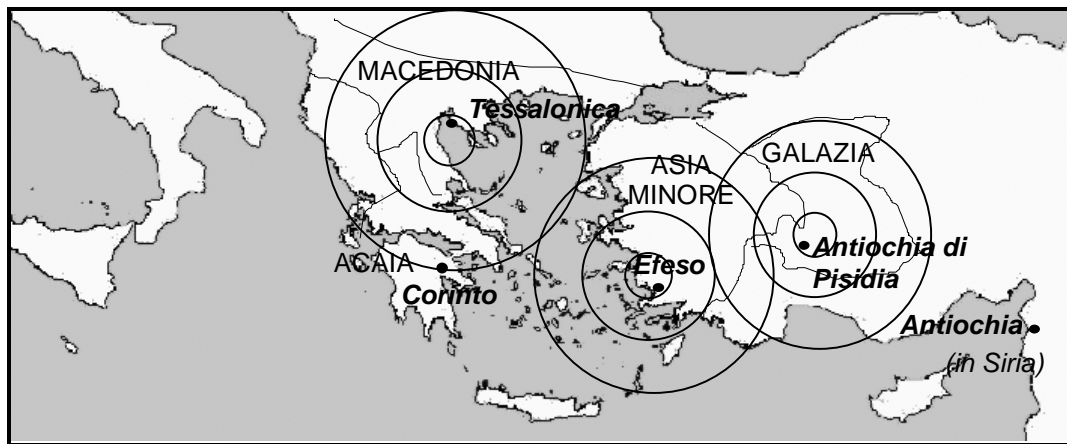 MACEDONIA
Tessalonica
ASIA
MINORE
GALAZIA
ACAIA
Corinto
Efeso
Antiochia di
Pisidia
Antiochia
(in Siria)